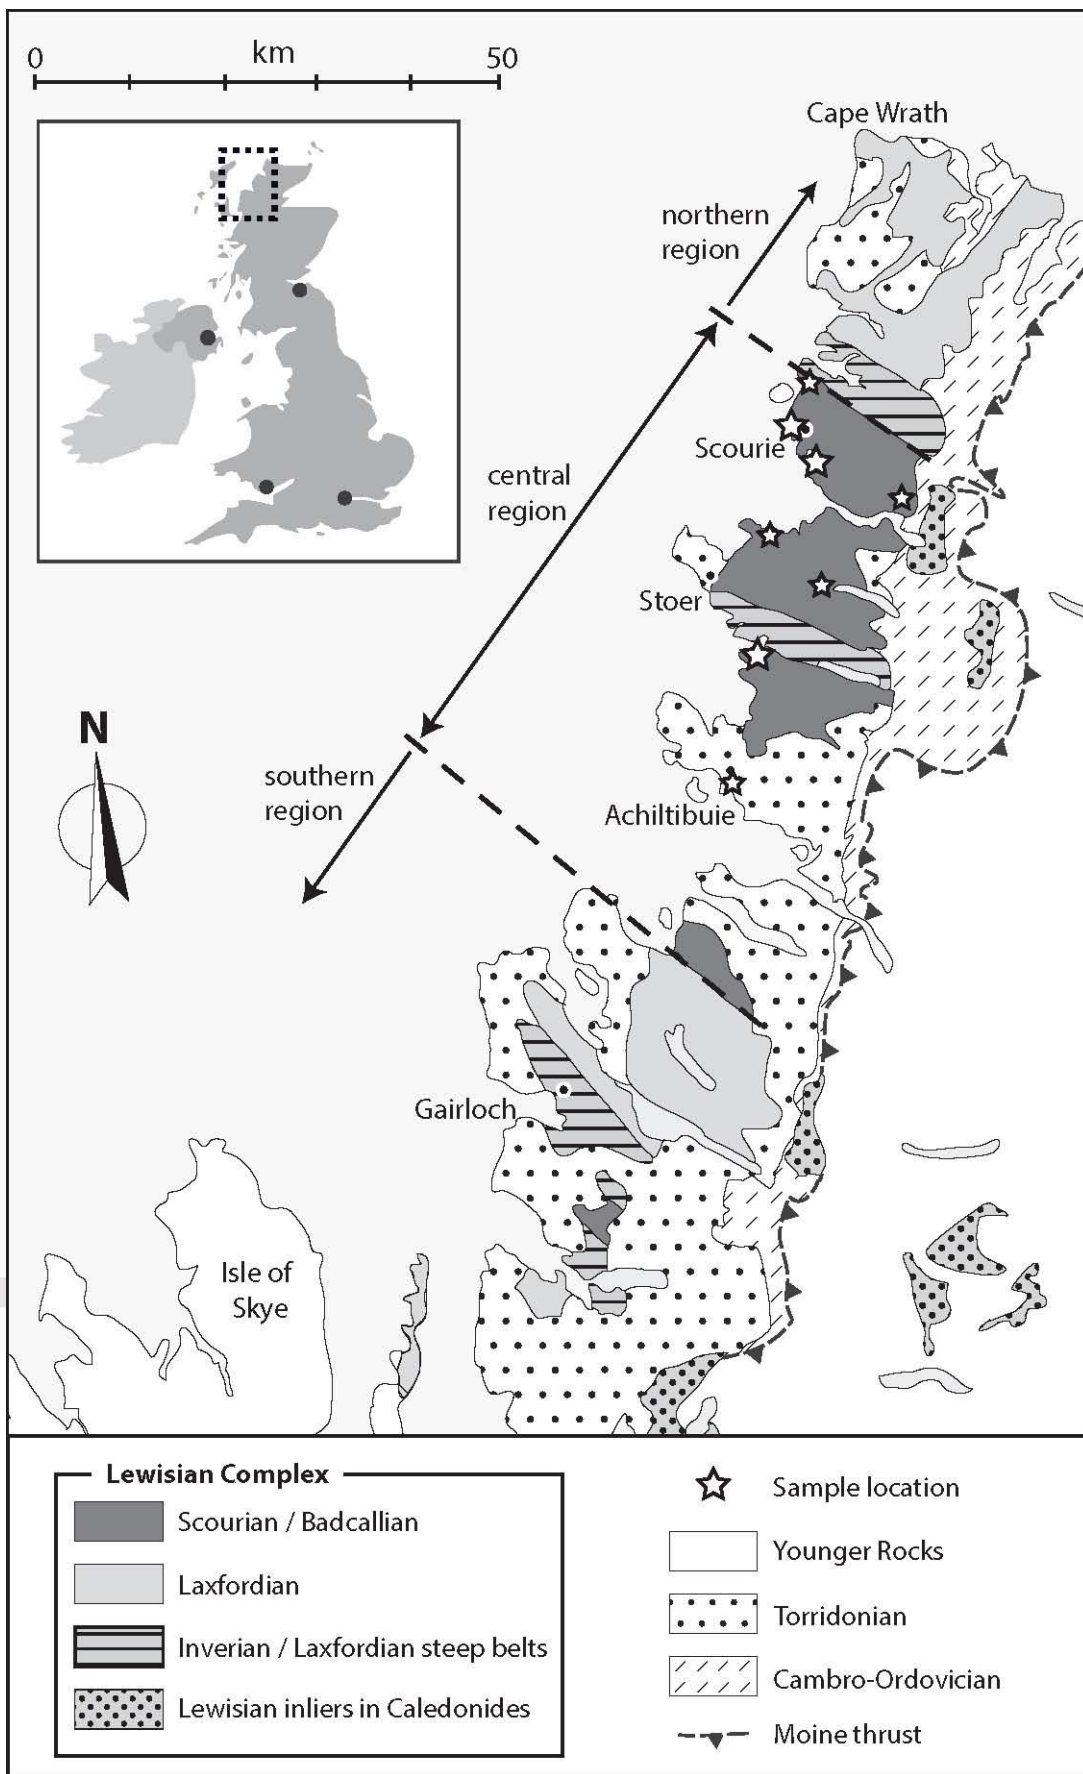 0 km 50
Cape Wrath
northern
region
Scourie
central
region
Stoer
N
southern
region
Achiltibuie
Gairloch
Isle of
Skye
Lewisian Complex
Scourian / Badcallian
Laxfordian
Inverian / Laxfordian steep belts
Lewisian inliers in Caledonides
Sample location
Younger Rocks
Torridonian
Cambro-Ordovician
Moine thrust